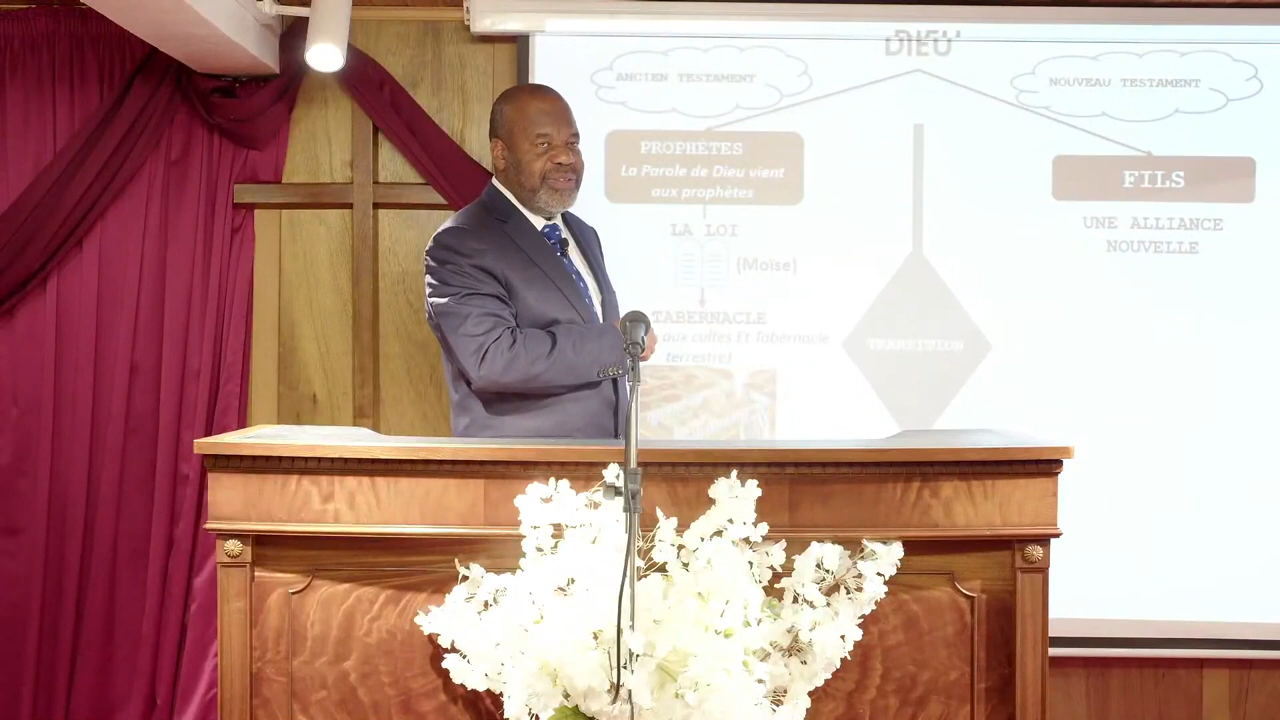 DIEU
ANCIEN TESTAMENT
NOUVEAU TESTAMENT
PROPHÈTES
La Parole de Dieu vient
aux prophètes
FILS
UNE ALLIANCE
NOUVELLE
LA LOI
(Moïse)
TABERNACLE
aux cultes Et Tabernacle
terrestre)
TRANSITION